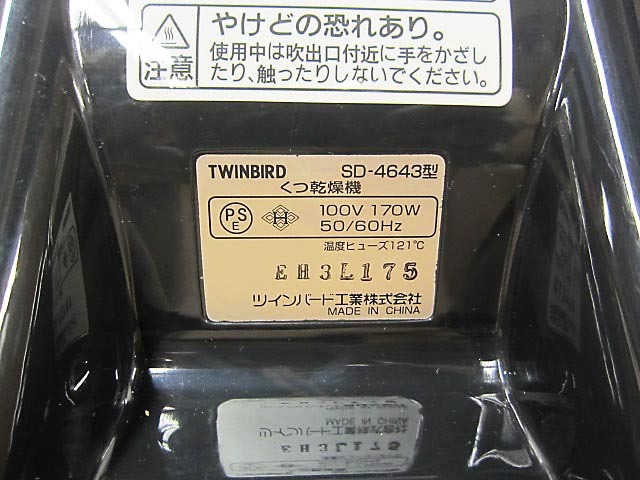 やけどの恐れあり。
注意
使用中は吹出口付近に手をかざし
たり、触ったりしないでください。
TWINBIRD SD-4643型
くつ乾燥機
PSE H 100V 170W
50/60Hz
温度ヒューズ121℃
EH3L175
ツインバード工業株式会社
MADE IN CHINA